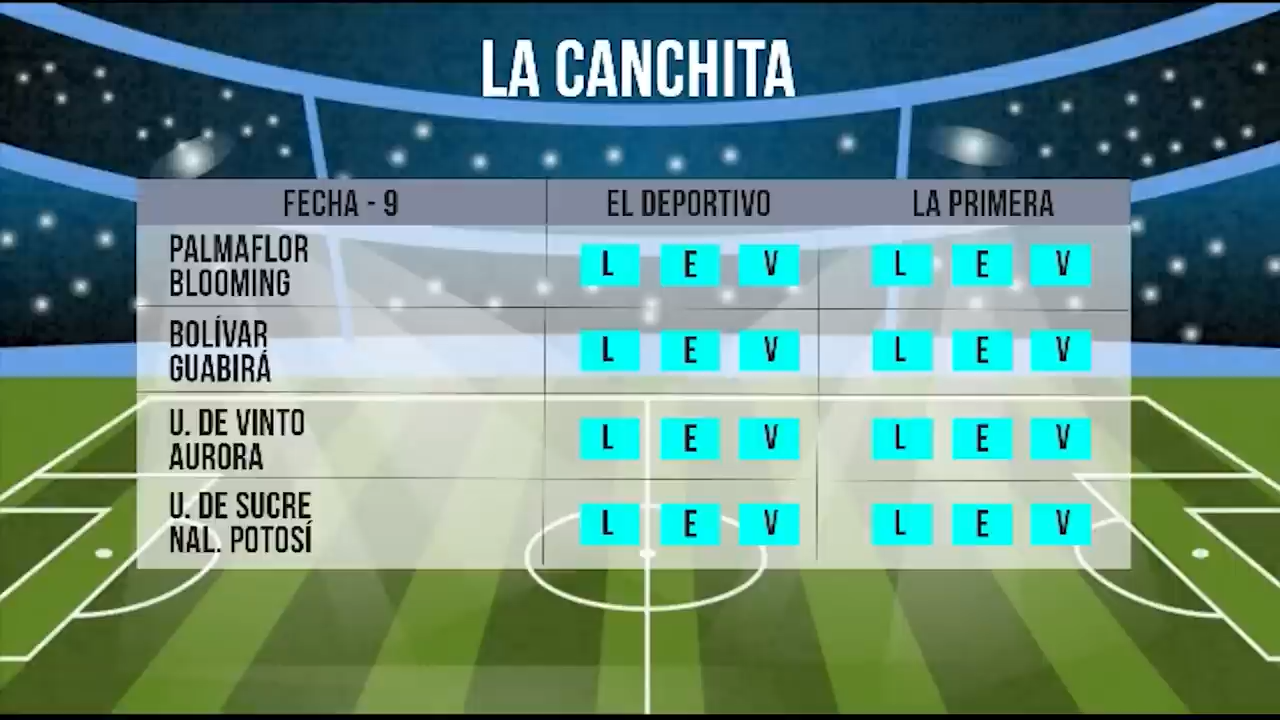 LA CANCHITA
FECHA - 9 EL DEPORTIVO LA PRIMERA
PALMAFLOR
BLOOMING
L E V L E V
BOLÍVAR
GUABIRÁ
L E V L E V
U. DE VINTO
AURORA
L E V L E V
U. DE SUCRE
NAL. POTOSÍ
L E V L E V